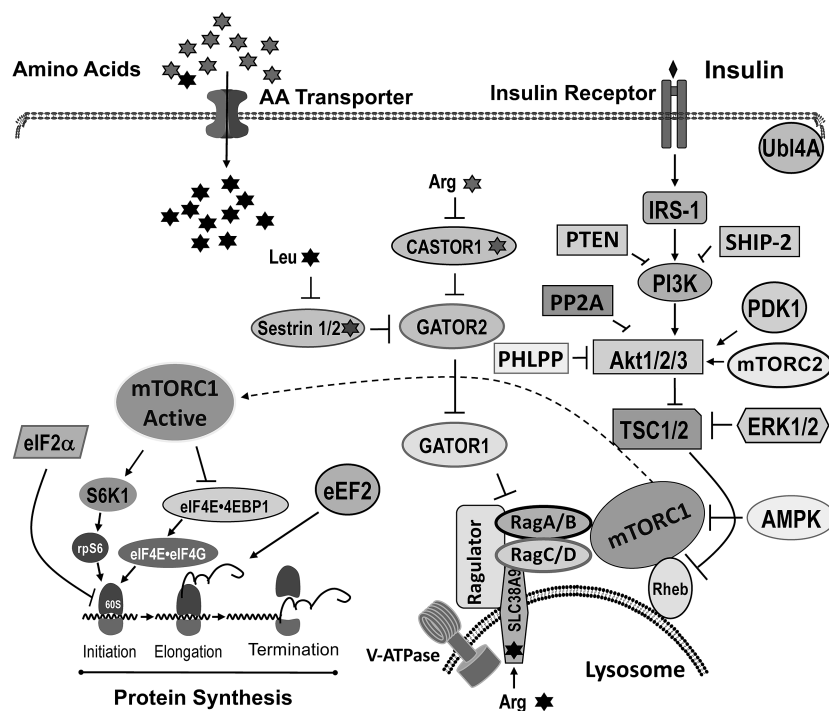 Amino Acids
AA Transporter
Insulin Receptor
Insulin
Ubl4A
Arg
IRS-1
PTEN
SHIP-2
CASTOR1
Leu
PI3K
PP2A
PDK1
Sestrin 1/2
GATOR2
PHLPP
Akt1/2/3
mTORC2
mTORC1
Active
eIF2α
TSC1/2
ERK1/2
GATOR1
S6K1
eIF4E•4EBP1
eEF2
RagA/B
mTORC1
AMPK
rpS6
eIF4E•eIF4G
Ragulator
RagC/D
Rheb
60S
SLC38A9
Initiation
Elongation
Termination
V-ATPase
Lysosome
Protein Synthesis
Arg